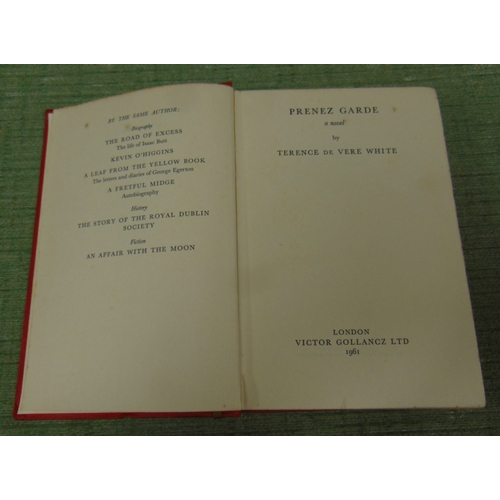 BY THE SAME AUTHOR:
Biography
THE ROAD OF EXCESS
The life of Isaac Butt
KEVIN O'HIGGINS
A LEAF FROM THE YELLOW BOOK
The letters and diaries of George Egerton
A FRETFUL MIDGE
Autobiography
History
THE STORY OF THE ROYAL DUBLIN
SOCIETY
Fiction
AN AFFAIR WITH THE MOON
PRENEZ GARDE
a novel
by
TERENCE DE VERE WHITE
LONDON
VICTOR GOLLANCZ LTD
1961